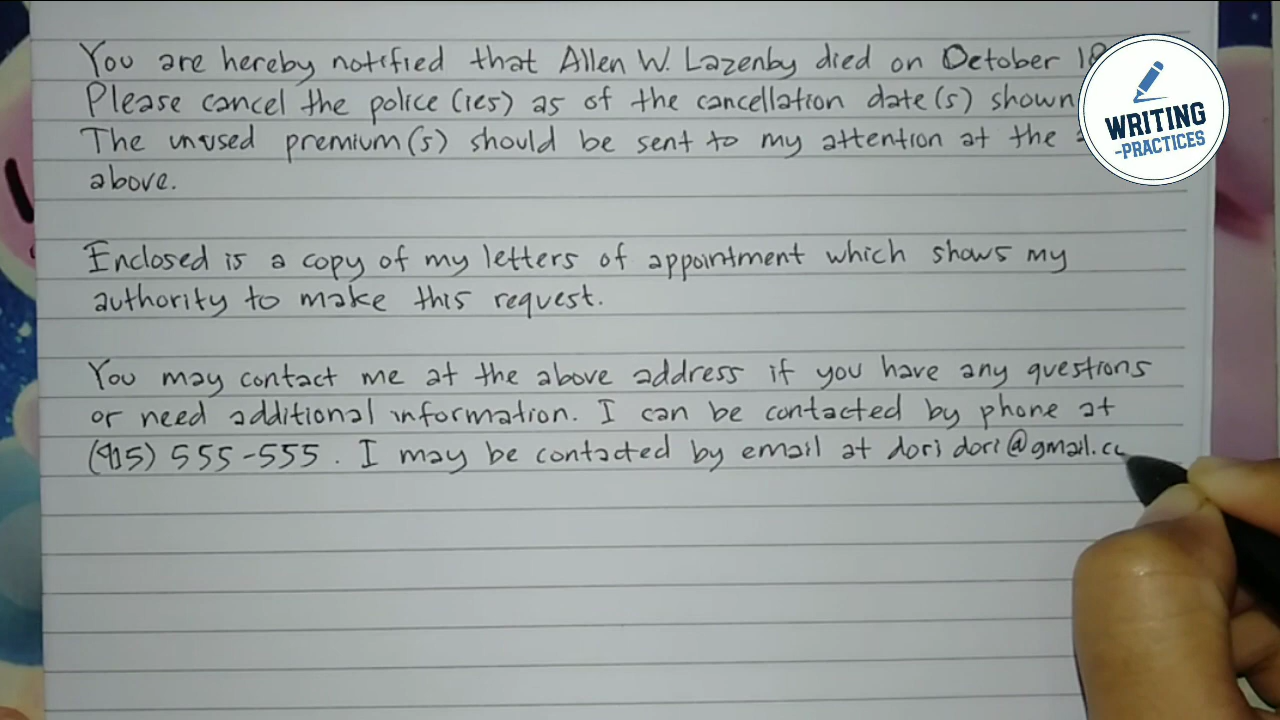 You are hereby notified that Allen W. Lazenby died on October 18
Please cancel the police (ies) as of the cancellation date(s) shown
The unused premium(s) should be sent to my attention at the
above.
Enclosed is a copy of my letters of appointment which shows my
authority to make this request.
You may contact me at the above address if you have any questions
or need additional information. I can be contacted by phone at
(415) 555-555. I may be contacted by email at dori dori@gmail.co
WRITING
-PRACTICES